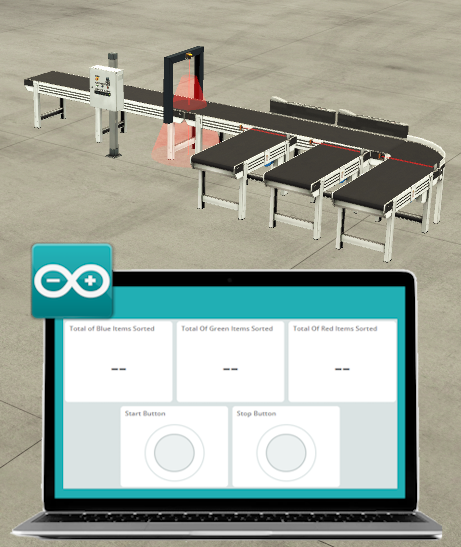 Total of Blue Items Sorted
Total Of Green Items Sorted
Total Of Red Items Sorted
--
--
--
Start Button
Stop Button